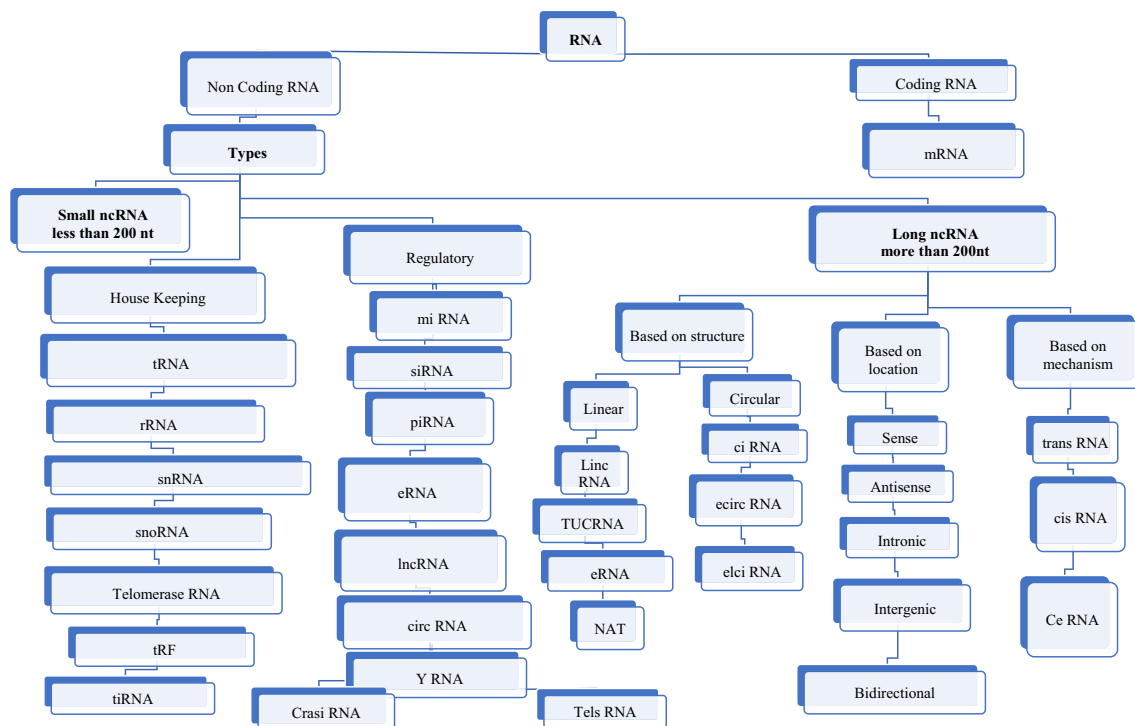 RNA
Non Coding RNA
Coding RNA
Types
mRNA
Small ncRNA
less than 200 nt
Long ncRNA
more than 200nt
House Keeping
tRNA
rRNA
snRNA
snoRNA
Telomerase RNA
tRF
tiRNA
Regulatory
mi RNA
siRNA
piRNA
eRNA
lncRNA
circ RNA
Y RNA
Crasi RNA
Tels RNA
Based on structure
Linear
Linc
RNA
TUCRNA
eRNA
NAT
Circular
ci RNA
ecirc RNA
elci RNA
Based on
location
Sense
Antisense
Intronic
Intergenic
Bidirectional
Based on
mechanism
trans RNA
cis RNA
Ce RNA